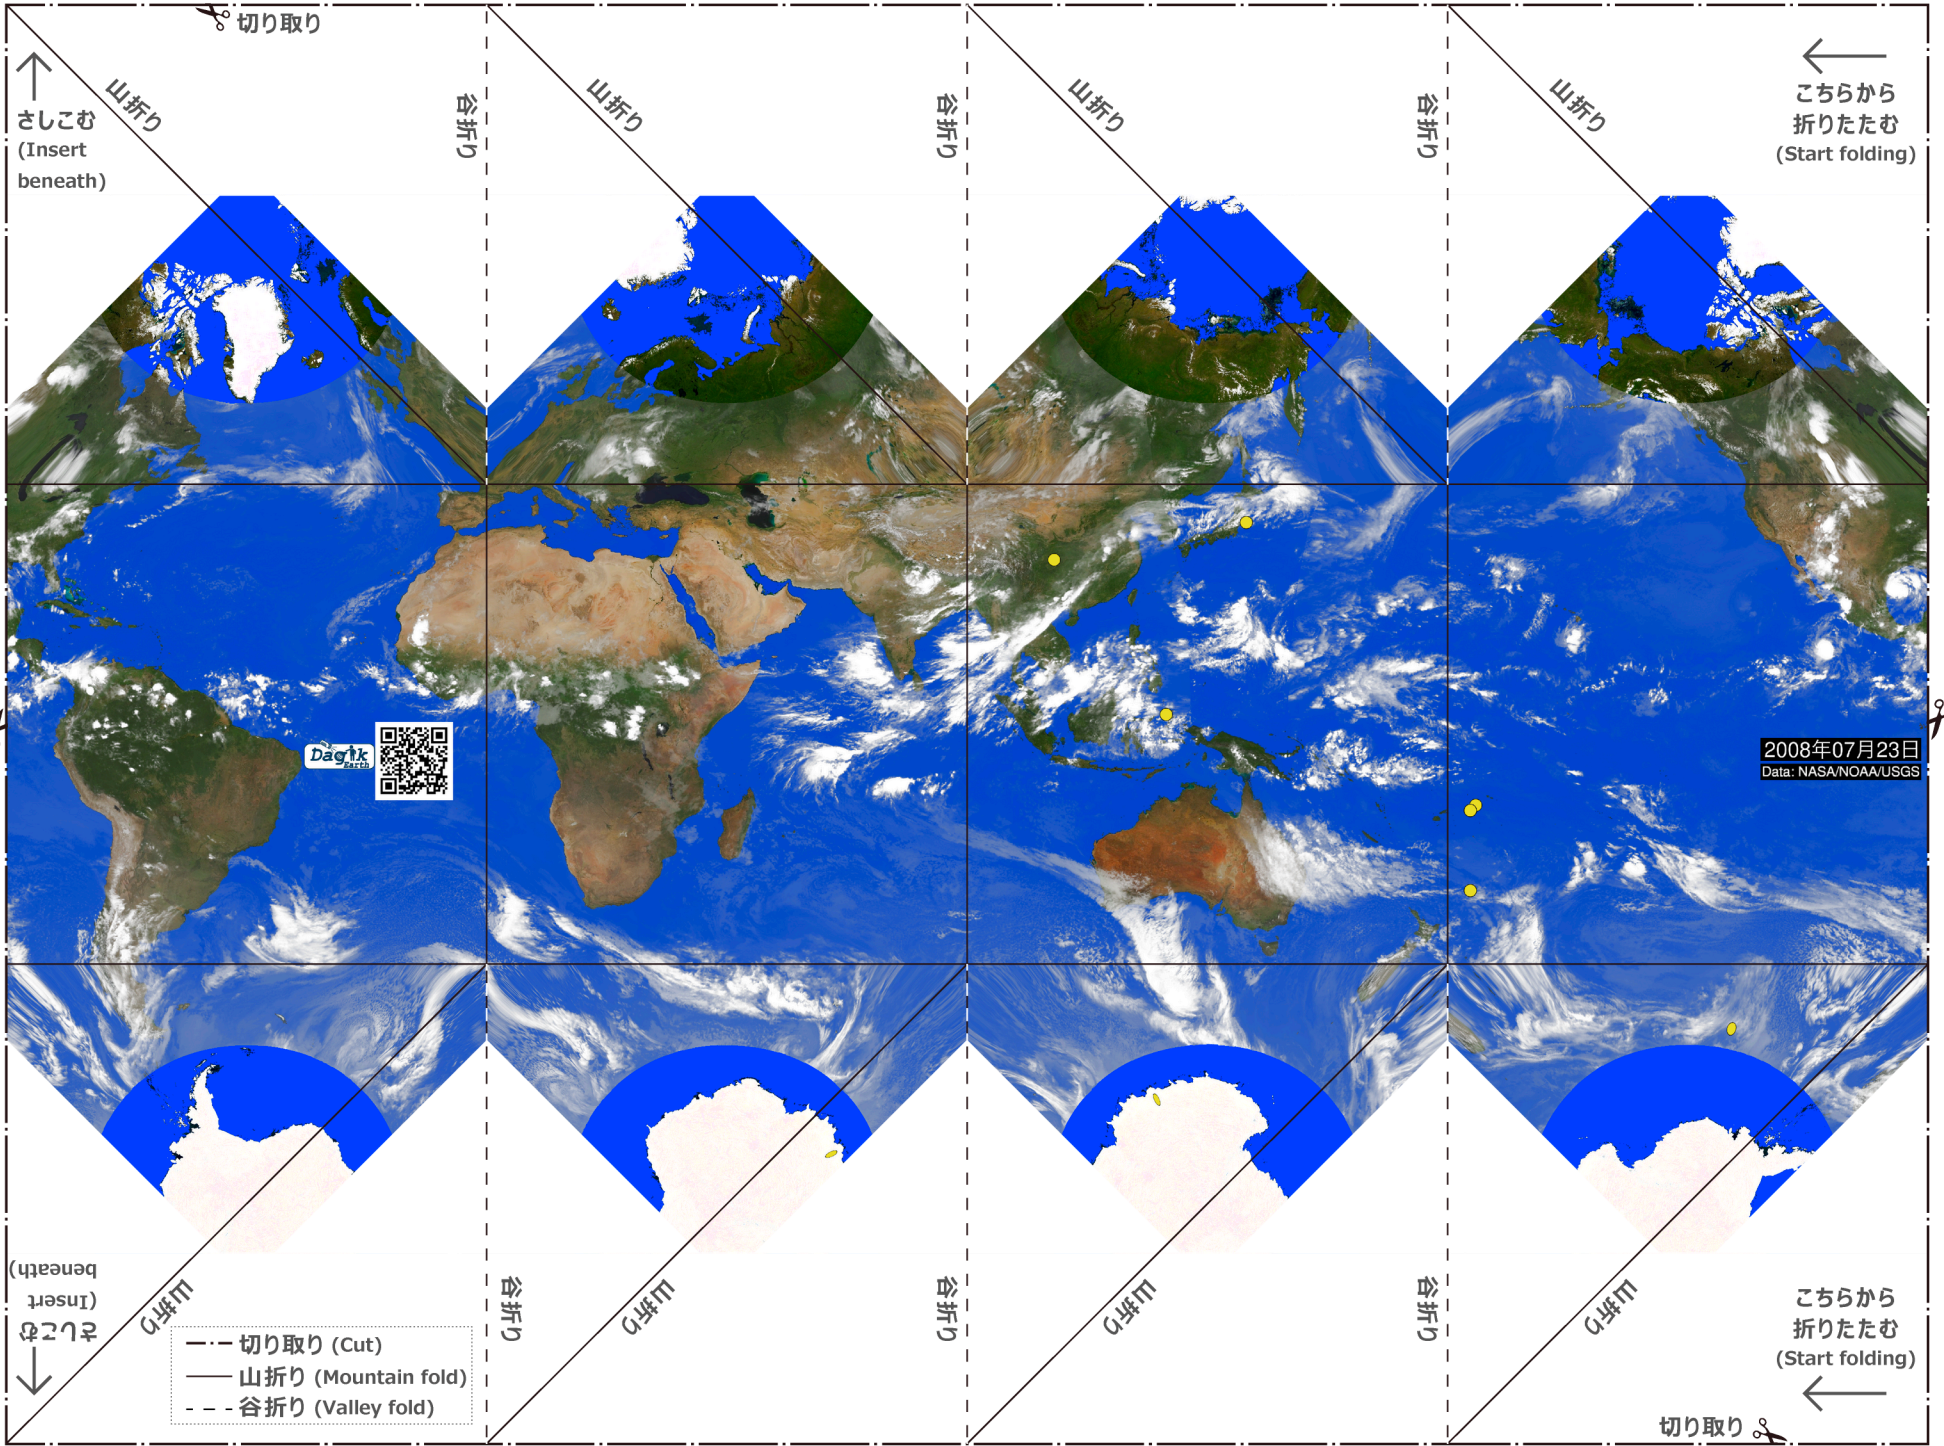 切り取り
さしこむ
(Insert
beneath)
山折り
谷折り
山折り
谷折り
山折り
谷折り
山折り
こちらから
折りたたむ
(Start folding)
Dagik
Earth
2008年07月23日
Data: NASA/NOAA/USGS
さしこむ
(Insert
beneath)
山折り
谷折り
山折り
谷折り
山折り
谷折り
山折り
こちらから
折りたたむ
(Start folding)
切り取り (Cut)
山折り (Mountain fold)
谷折り (Valley fold)
切り取り